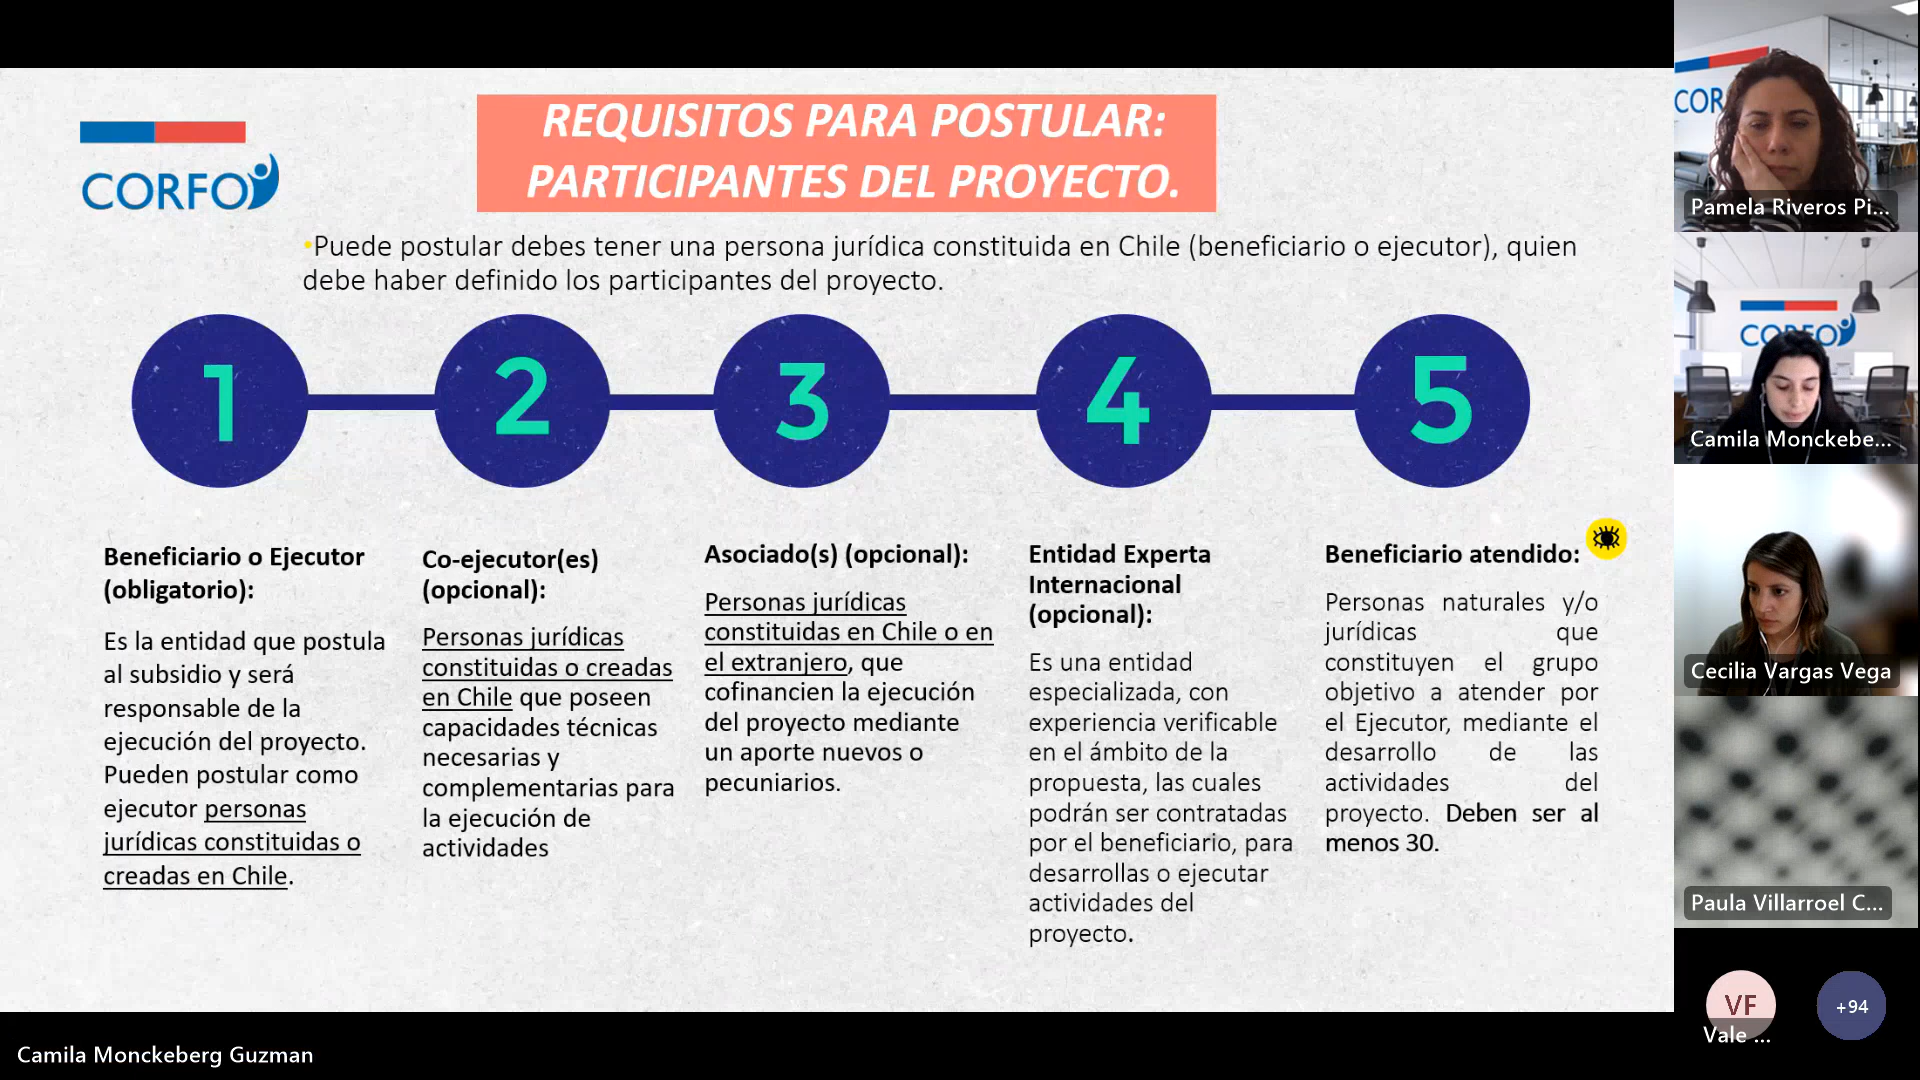 REQUISITOS PARA POSTULAR:
PARTICIPANTES DEL PROYECTO.
CORFO
•Puede postular debes tener una persona jurídica constituida en Chile (beneficiario o ejecutor), quien
debe haber definido los participantes del proyecto.
1
2
3
4
5
Beneficiario o Ejecutor
(obligatorio):
Es la entidad que postula
al subsidio y será
responsable de la
ejecución del proyecto.
Pueden postular como
ejecutor personas
jurídicas constituidas o
creadas en Chile.
Co-ejecutor(es)
(opcional):
Personas jurídicas
constituidas o creadas
en Chile que poseen
capacidades técnicas
necesarias y
complementarias para
la ejecución de
actividades
Asociado(s) (opcional):
Personas jurídicas
constituidas en Chile o en
el extranjero, que
cofinancien la ejecución
del proyecto mediante
un aporte nuevos o
pecuniarios.
Entidad Experta
Internacional
(opcional):
Es una entidad
especializada, con
experiencia verificable
en el ámbito de la
propuesta, las cuales
podrán ser contratadas
por el beneficiario, para
desarrollas o ejecutar
actividades del
proyecto.
Beneficiario atendido:
Personas naturales y/o
jurídicas que
constituyen el grupo
objetivo a atender por
el Ejecutor, mediante el
desarrollo de las
actividades del
proyecto. Deben ser al
menos 30.
COR
Pamela Riveros Pi...
CORFO
Camila Monckebe...
Cecilia Vargas Vega
Paula Villarroel C...
VF
Vale ...
+94
Camila Monckeberg Guzman